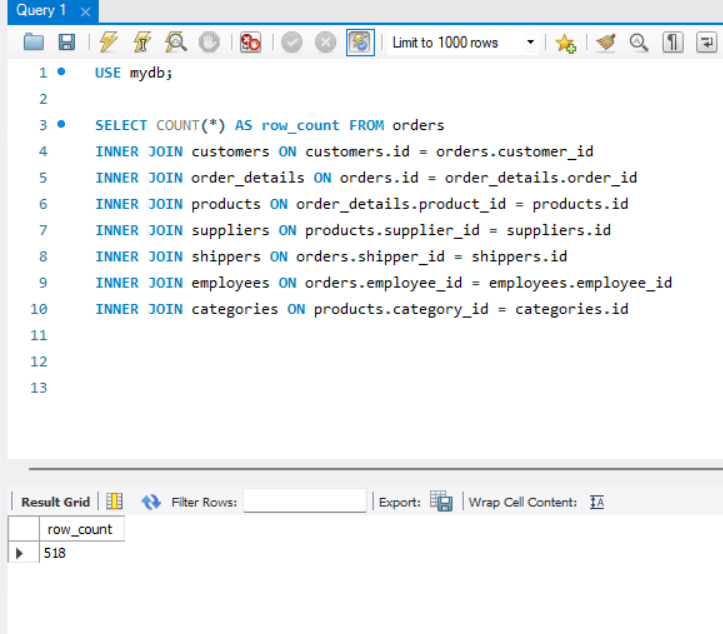 Query 1
Limit to 1000 rows
1 USE mydb;
2
3 SELECT COUNT(*) AS row_count FROM orders
4 INNER JOIN customers ON customers.id = orders.customer_id
5 INNER JOIN order_details ON orders.id = order_details.order_id
6 INNER JOIN products ON order_details.product_id = products.id
7 INNER JOIN suppliers ON products.supplier_id = suppliers.id
8 INNER JOIN shippers ON orders.shipper_id = shippers.id
9 INNER JOIN employees ON orders.employee_id = employees.employee_id
10 INNER JOIN categories ON products.category_id = categories.id
11
12
13
Result Grid Filter Rows: Export: Wrap Cell Content:
row_count
518